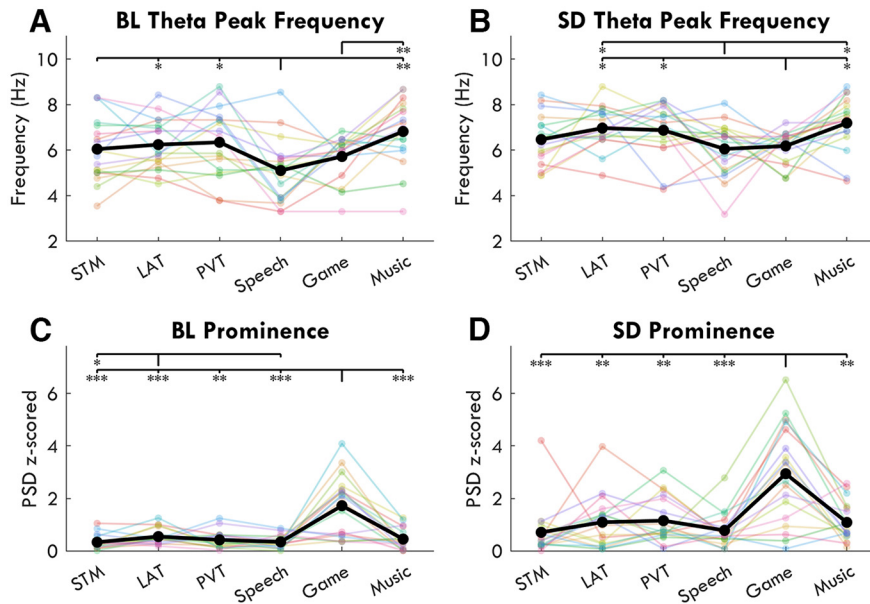 A BL Theta Peak Frequency
Frequency (Hz)
10
8
6
4
2
** 
* * **
STM LAT PVT Speech Game Music
B SD Theta Peak Frequency
Frequency (Hz)
10
8
6
4
2
* *
* * *
STM LAT PVT Speech Game Music
C BL Prominence
PSD z-scored
6
4
2
0
*
*** *** ** *** ***
STM LAT PVT Speech Game Music
D SD Prominence
PSD z-scored
6
4
2
0
*** ** ** *** **
STM LAT PVT Speech Game Music